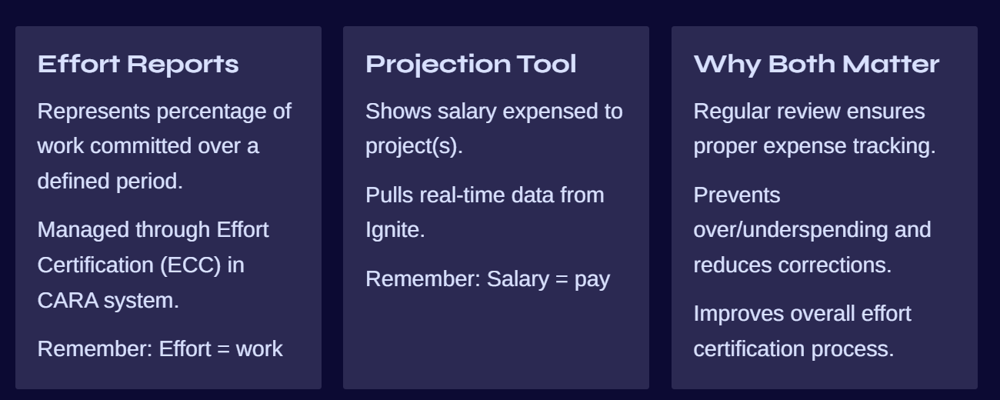 Effort Reports
Represents percentage of
work committed over a
defined period.
Managed through Effort
Certification (ECC) in
CARA system.
Remember: Effort = work
Projection Tool
Shows salary expensed to
project(s).
Pulls real-time data from
Ignite.
Remember: Salary = pay
Why Both Matter
Regular review ensures
proper expense tracking.
Prevents
over/underspending and
reduces corrections.
Improves overall effort
certification process.